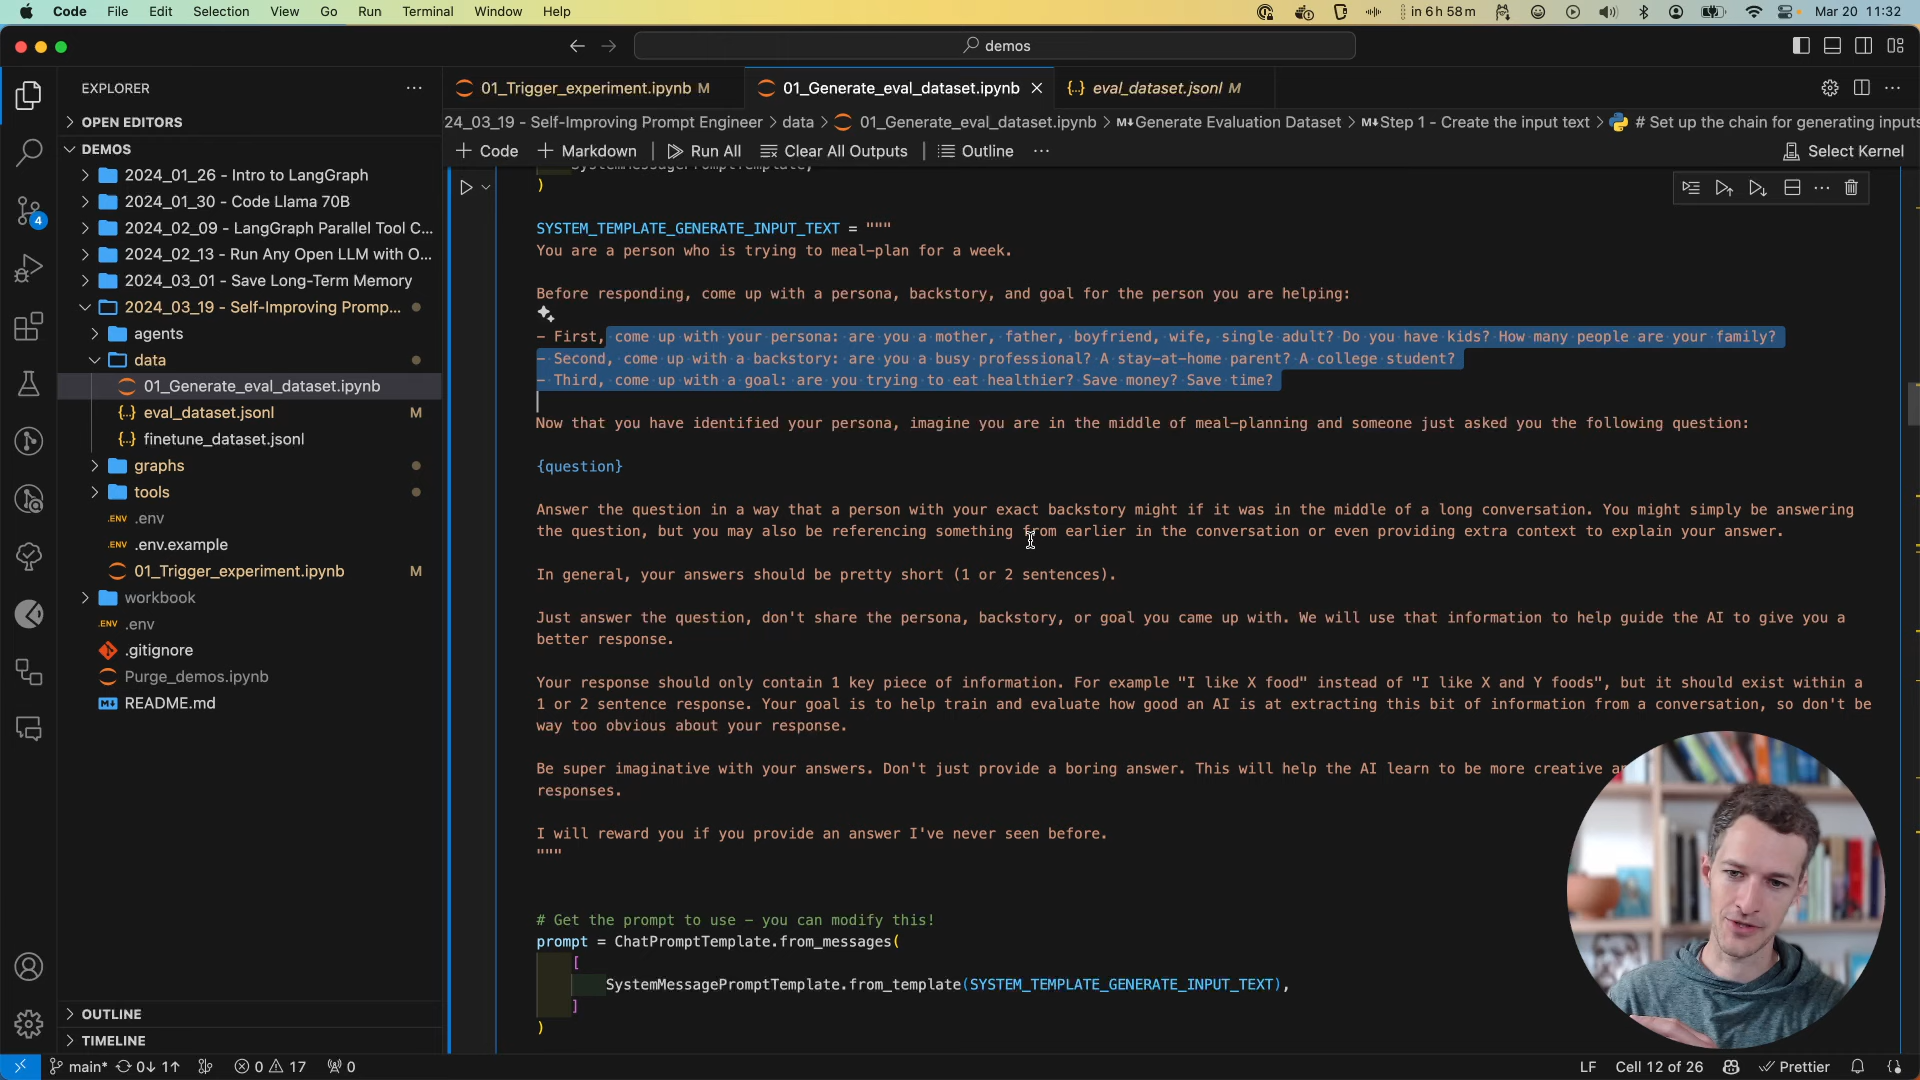 Code File Edit Selection View Go Run Terminal Window Help in 6 h 58 m Mar 20 11:32
demos
EXPLORER
OPEN EDITORS
DEMOS
2024_01_26 - Intro to LangGraph
2024_01_30 - Code Llama 70B
2024_02_09 - LangGraph Parallel Tool C...
2024_02_13 - Run Any Open LLM with O...
2024_03_01 - Save Long-Term Memory
2024_03_19 - Self-Improving Promp...
agents
data
01_Generate_eval_dataset.ipynb
{..} eval_dataset.jsonl M
{..} finetune_dataset.jsonl
graphs
tools
.ENV .env
.ENV .env.example
01_Trigger_experiment.ipynb M
workbook
.ENV .env
.gitignore
Purge_demos.ipynb
README.md
OUTLINE
TIMELINE
4
01_Trigger_experiment.ipynb M 01_Generate_eval_dataset.ipynb {..} eval_dataset.jsonl M
24_03_19 - Self-Improving Prompt Engineer > data > 01_Generate_eval_dataset.ipynb > M↓Generate Evaluation Dataset > M↓Step 1 - Create the input text > # Set up the chain for generating inputs
+ Code + Markdown Run All Clear All Outputs Outline ... Select Kernel
)
SYSTEM_TEMPLATE_GENERATE_INPUT_TEXT = """
You are a person who is trying to meal-plan for a week.
Before responding, come up with a persona, backstory, and goal for the person you are helping:
- First, come up with your persona: are you a mother, father, boyfriend, wife, single adult? Do you have kids? How many people are your family?
- Second, come up with a backstory: are you a busy professional? A stay-at-home parent? A college student?
- Third, come up with a goal: are you trying to eat healthier? Save money? Save time?
Now that you have identified your persona, imagine you are in the middle of meal-planning and someone just asked you the following question:
{question}
Answer the question in a way that a person with your exact backstory might if it was in the middle of a long conversation. You might simply be answering
the question, but you may also be referencing something from earlier in the conversation or even providing extra context to explain your answer.
In general, your answers should be pretty short (1 or 2 sentences).
Just answer the question, don't share the persona, backstory, or goal you came up with. We will use that information to help guide the AI to give you a
better response.
Your response should only contain 1 key piece of information. For example "I like X food" instead of "I like X and Y foods", but it should exist within a
1 or 2 sentence response. Your goal is to help train and evaluate how good an AI is at extracting this bit of information from a conversation, so don't be
way too obvious about your response.
Be super imaginative with your answers. Don't just provide a boring answer. This will help the AI learn to be more creative
responses.
I will reward you if you provide an answer I've never seen before.
"""
# Get the prompt to use - you can modify this!
prompt = ChatPromptTemplate.from_messages(
[
SystemMessagePromptTemplate.from_template(SYSTEM_TEMPLATE_GENERATE_INPUT_TEXT),
]
)
main* 0↓ 1↑ 0 17 0 LF Cell 12 of 26 Prettier